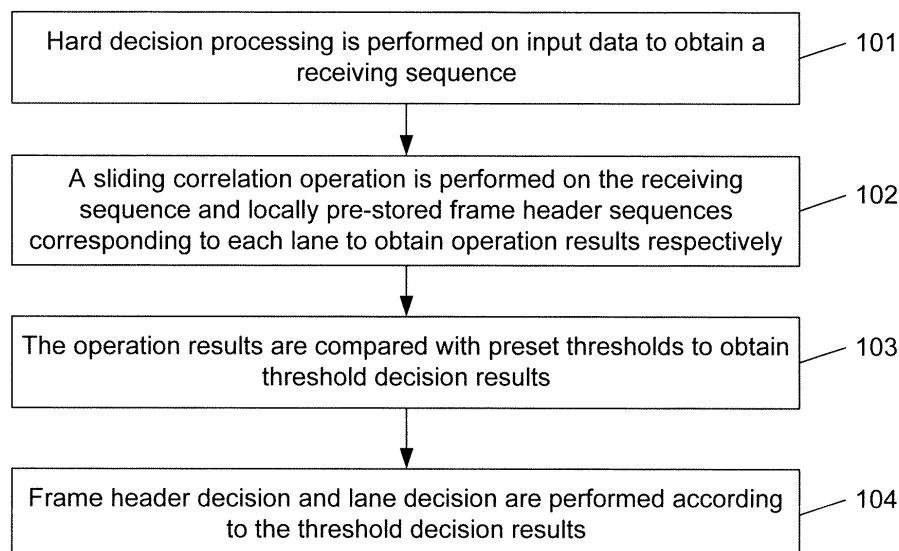 Hard decision processing is performed on input data to obtain a
receiving sequence
101
A sliding correlation operation is performed on the receiving
sequence and locally pre-stored frame header sequences
corresponding to each lane to obtain operation results respectively
102
The operation results are compared with preset thresholds to obtain
threshold decision results
103
Frame header decision and lane decision are performed according
to the threshold decision results
104